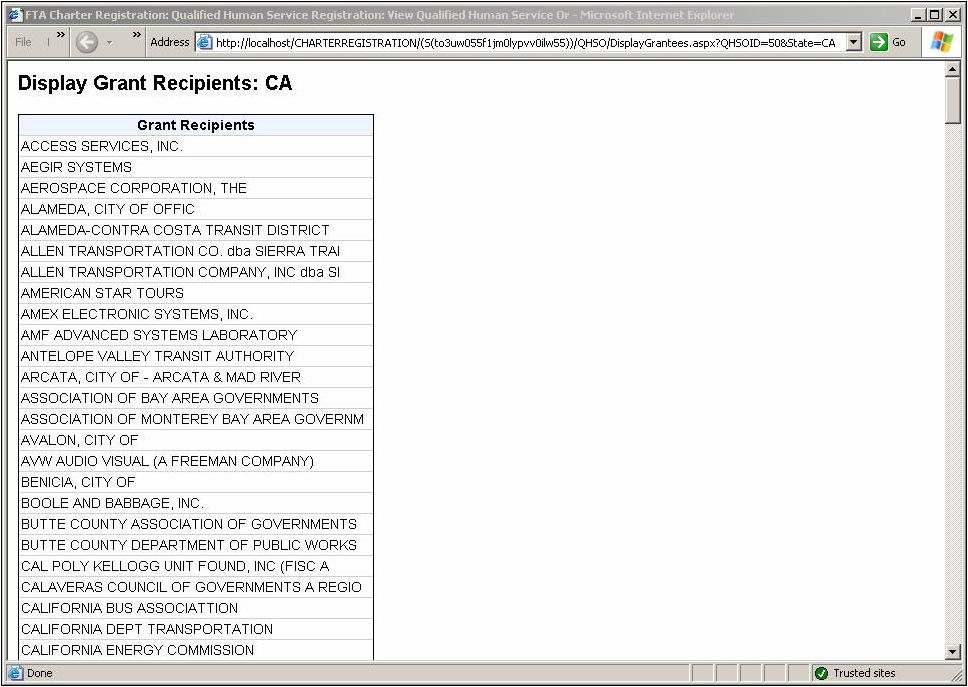 FTA Charter Registration: Qualified Human Service Registration: View Qualified Human Service Or - Microsoft Internet Explorer
File » » Address http://localhost/CHARTERREGISTRATION/(S(to3uw055f1jm0lypvv0ilw55))/QHSO/DisplayGrantees.aspx?QHSOID=50&State=CA Go
Display Grant Recipients: CA
Grant Recipients
ACCESS SERVICES, INC.
AEGIR SYSTEMS
AEROSPACE CORPORATION, THE
ALAMEDA, CITY OF OFFIC
ALAMEDA-CONTRA COSTA TRANSIT DISTRICT
ALLEN TRANSPORTATION CO. dba SIERRA TRAI
ALLEN TRANSPORTATION COMPANY, INC dba SI
AMERICAN STAR TOURS
AMEX ELECTRONIC SYSTEMS, INC.
AMF ADVANCED SYSTEMS LABORATORY
ANTELOPE VALLEY TRANSIT AUTHORITY
ARCATA, CITY OF - ARCATA & MAD RIVER
ASSOCIATION OF BAY AREA GOVERNMENTS
ASSOCIATION OF MONTEREY BAY AREA GOVERNM
AVALON, CITY OF
AVW AUDIO VISUAL (A FREEMAN COMPANY)
BENICIA, CITY OF
BOOLE AND BABBAGE, INC.
BUTTE COUNTY ASSOCIATION OF GOVERNMENTS
BUTTE COUNTY DEPARTMENT OF PUBLIC WORKS
CAL POLY KELLOGG UNIT FOUND, INC (FISC A
CALAVERAS COUNCIL OF GOVERNMENTS A REGIO
CALIFORNIA BUS ASSOCIATTION
CALIFORNIA DEPT TRANSPORTATION
CALIFORNIA ENERGY COMMISSION
Done Trusted sites